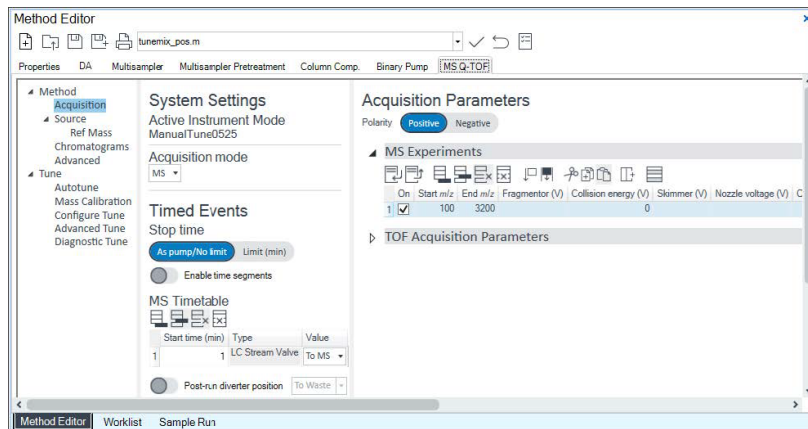 Method Editor
tunemix_pos.m
Properties DA Multisampler Multisampler Pretreatment Column Comp. Binary Pump MS Q-TOF
Method
Acquisition
Source
Ref Mass
Chromatograms
Advanced
Tune
Autotune
Mass Calibration
Configure Tune
Advanced Tune
Diagnostic Tune
System Settings
Active Instrument Mode
ManualTune0525
Acquisition mode
MS
Timed Events
Stop time
As pump/No limit Limit (min)
Enable time segments
MS Timetable
Start time (min) Type Value
1 1 LC Stream Valve To MS
Post-run diverter position To Waste
Acquisition Parameters
Polarity Positive Negative
MS Experiments
On Start m/z End m/z Fragmentor (V) Collision energy (V) Skimmer (V) Nozzle voltage (V) C
1 100 3200 0
TOF Acquisition Parameters
Method Editor Worklist Sample Run